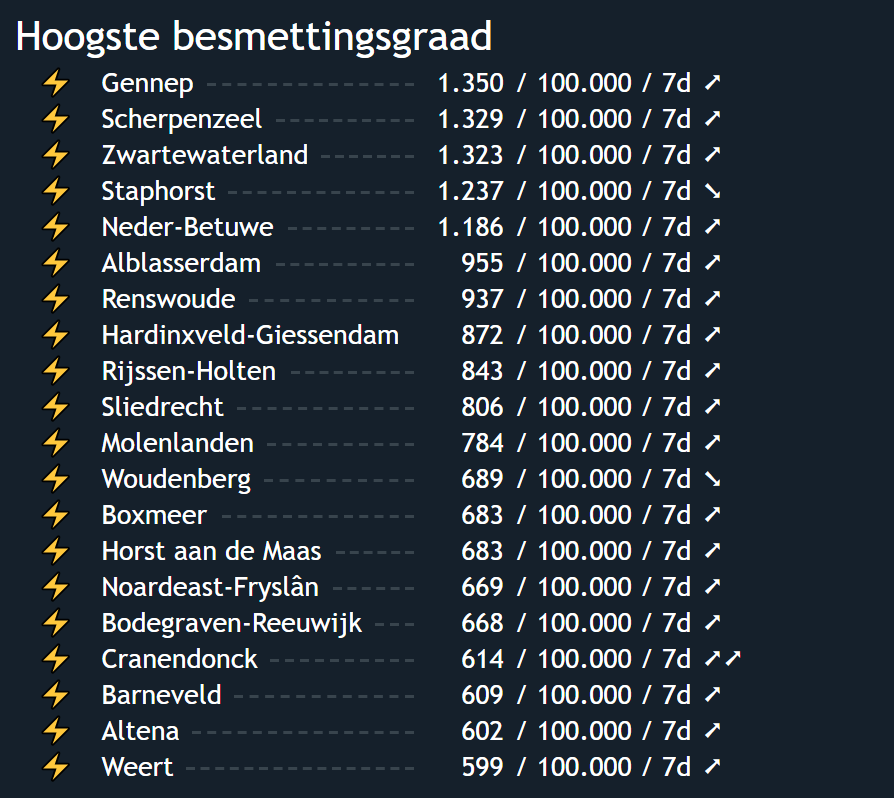 Hoogste besmettingsgraad
⚡ Gennep -------------- 1.350 / 100.000 / 7d ➚
⚡ Scherpenzeel ---------- 1.329 / 100.000 / 7d ➚
⚡ Zwartewaterland ------- 1.323 / 100.000 / 7d ➚
⚡ Staphorst ------------- 1.237 / 100.000 / 7d ➘
⚡ Neder-Betuwe --------- 1.186 / 100.000 / 7d ➚
⚡ Alblasserdam ---------- 955 / 100.000 / 7d ➚
⚡ Renswoude ------------ 937 / 100.000 / 7d ➚
⚡ Hardinxveld-Giessendam 872 / 100.000 / 7d ➚
⚡ Rijssen-Holten --------- 843 / 100.000 / 7d ➚
⚡ Sliedrecht ------------ 806 / 100.000 / 7d ➚
⚡ Molenlanden ---------- 784 / 100.000 / 7d ➚
⚡ Woudenberg ----------- 689 / 100.000 / 7d ➘
⚡ Boxmeer ------------- 683 / 100.000 / 7d ➚
⚡ Horst aan de Maas ------ 683 / 100.000 / 7d ➚
⚡ Noardeast-Fryslân ------ 669 / 100.000 / 7d ➚
⚡ Bodegraven-Reeuwijk --- 668 / 100.000 / 7d ➚
⚡ Cranendonck ---------- 614 / 100.000 / 7d ➚➚
⚡ Barneveld ------------ 609 / 100.000 / 7d ➚
⚡ Altena --------------- 602 / 100.000 / 7d ➚
⚡ Weert ---------------- 599 / 100.000 / 7d ➚